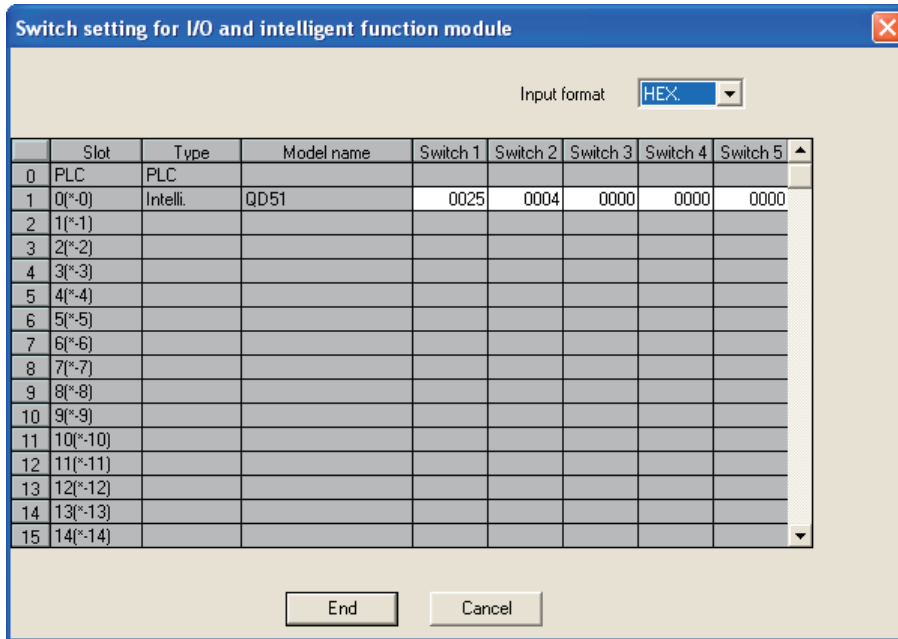 Switch setting for I/O and intelligent function module
Input format HEX.
Slot Type Model name Switch 1 Switch 2 Switch 3 Switch 4 Switch 5
0 PLC PLC
1 0(*-0) Intelli. QD51 0025 0004 0000 0000 0000
2 1(*-1)
3 2(*-2)
4 3(*-3)
5 4(*-4)
6 5(*-5)
7 6(*-6)
8 7(*-7)
9 8(*-8)
10 9(*-9)
11 10(*-10)
12 11(*-11)
13 12(*-12)
14 13(*-13)
15 14(*-14)
End Cancel